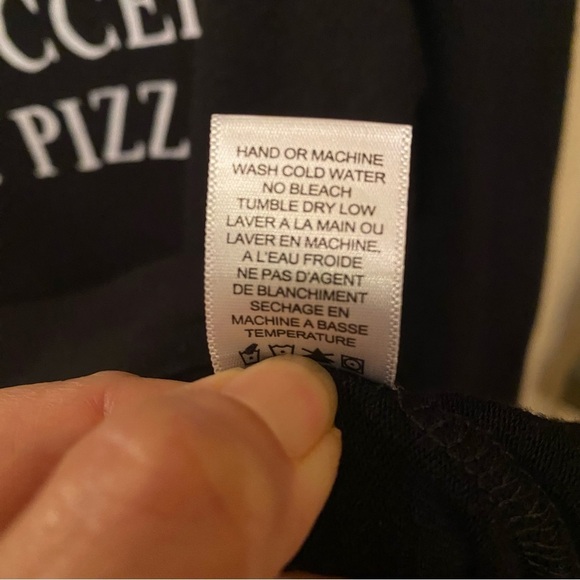 PIZZ
HAND OR MACHINE
WASH COLD WATER
NO BLEACH
TUMBLE DRY LOW
LAVER A LA MAIN OU
LAVER EN MACHINE,
A L'EAU FROIDE
NE PAS D'AGENT
DE BLANCHIMENT
SECHAGE EN
MACHINE A BASSE
TEMPERATURE